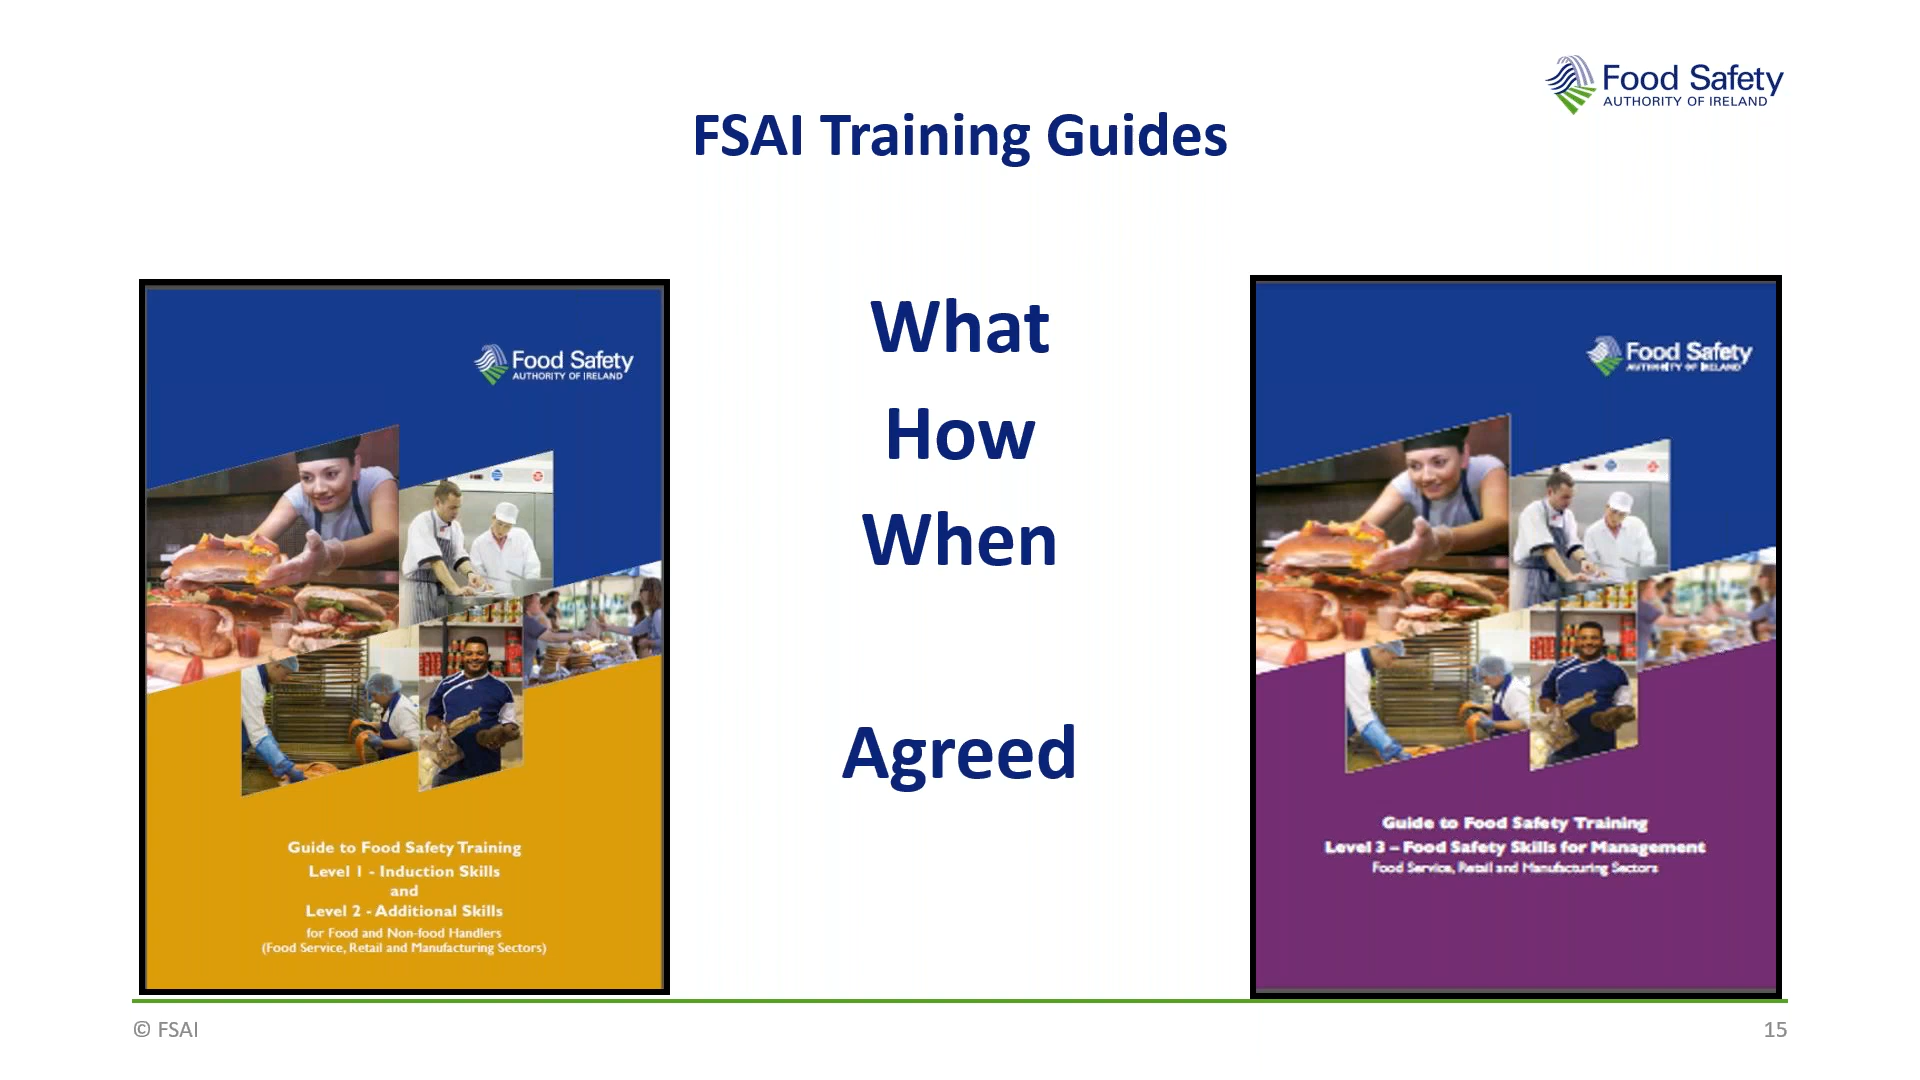 Food Safety
AUTHORITY OF IRELAND
FSAI Training Guides
Food Safety
AUTHORITY OF IRELAND
Guide to Food Safety Training
Level 1 - Induction Skills
and
Level 2 - Additional Skills
for Food and Non-food Handlers
(Food Service, Retail and Manufacturing Sectors)
What
How
When
Agreed
Food Safety
AUTHORITY OF IRELAND
Guide to Food Safety Training
Level 3 – Food Safety Skills for Management
Food Service, Retail and Manufacturing Sectors
© FSAI
15